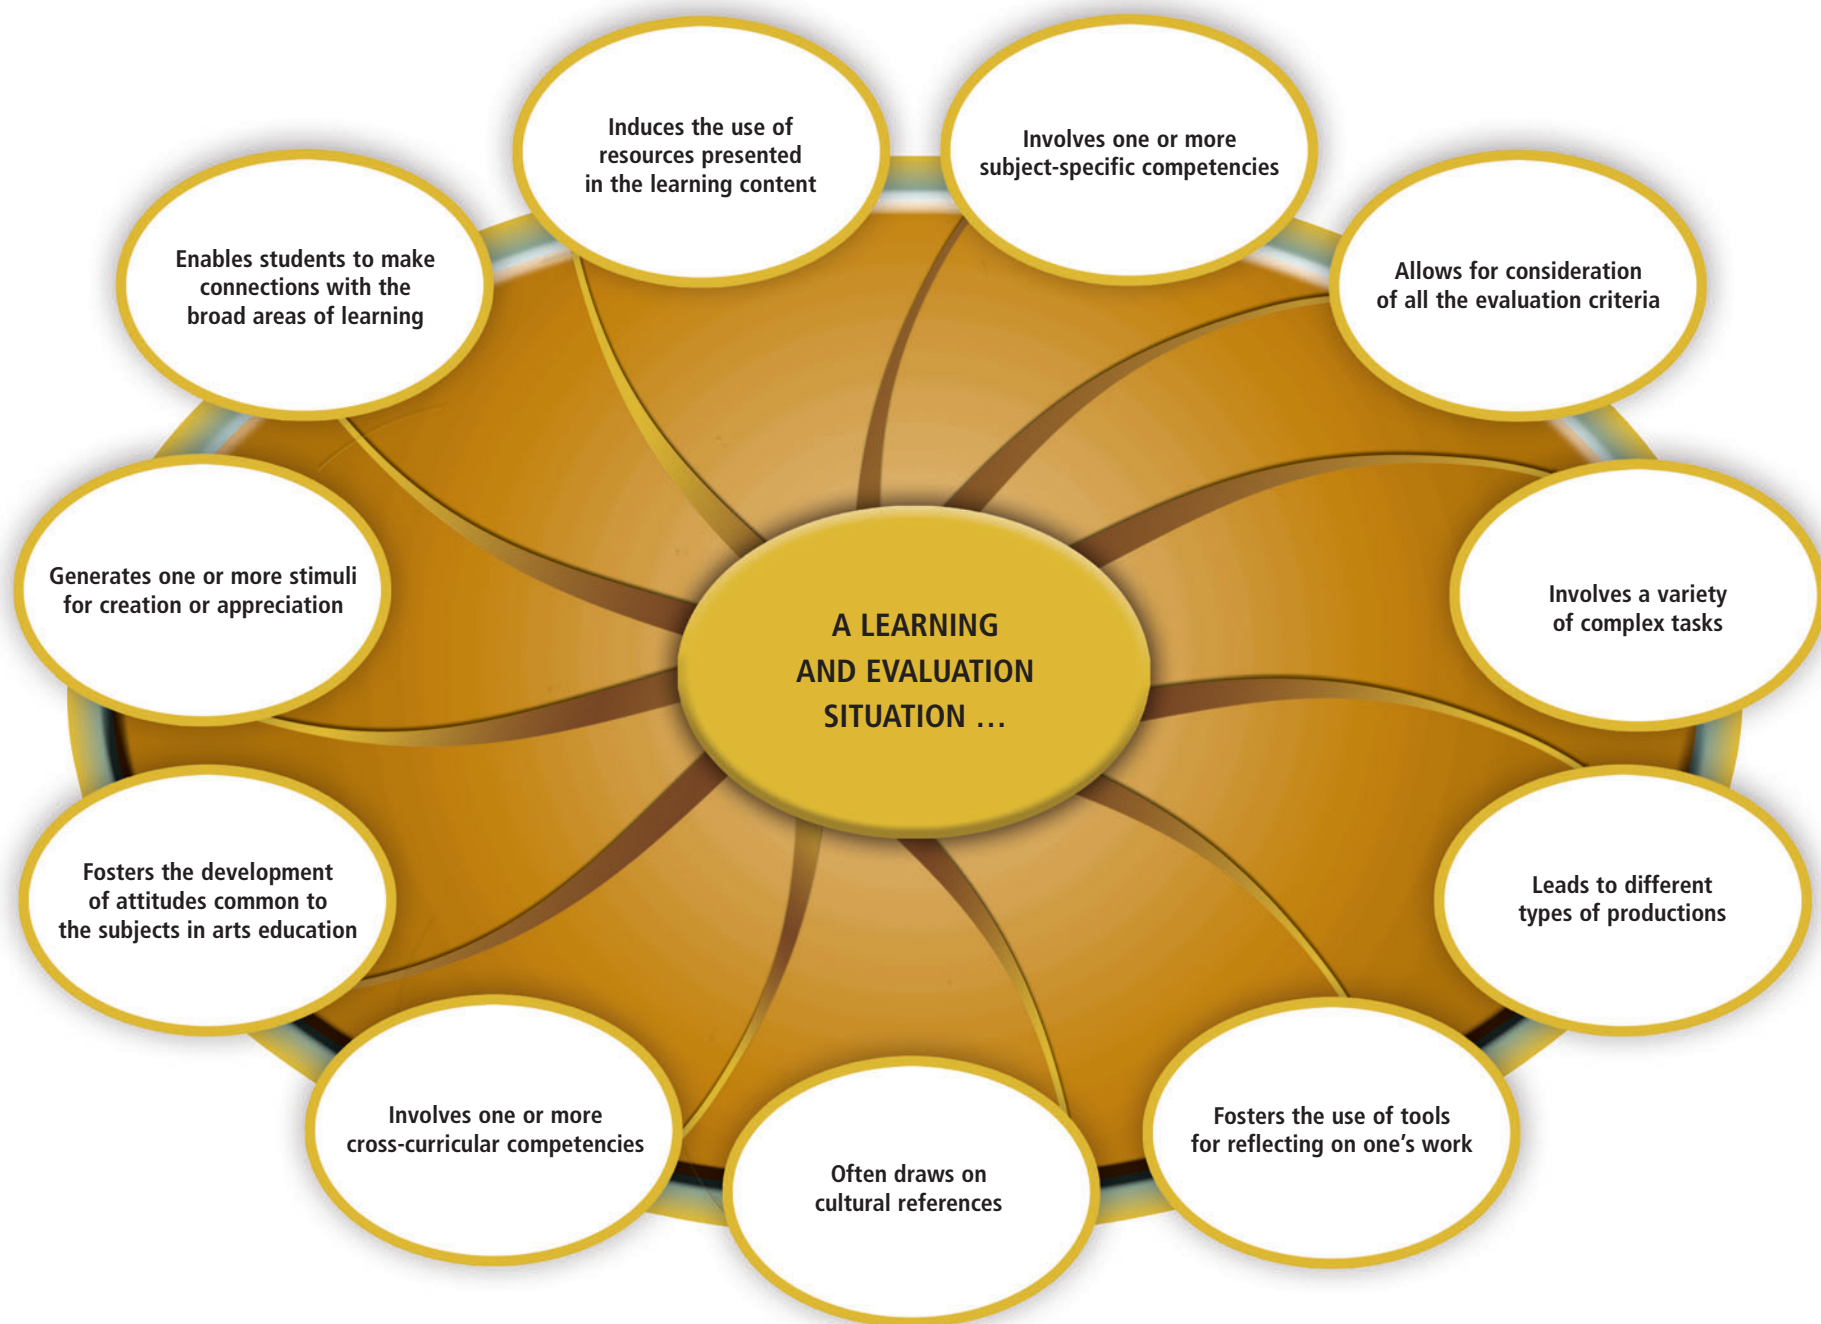 Induces the use of
resources presented
in the learning content
Involves one or more
subject-specific competencies
Allows for consideration
of all the evaluation criteria
Involves a variety
of complex tasks
Leads to different
types of productions
Fosters the use of tools
for reflecting on one’s work
Often draws on
cultural references
Involves one or more
cross-curricular competencies
Fosters the development
of attitudes common to
the subjects in arts education
Generates one or more stimuli
for creation or appreciation
Enables students to make
connections with the
broad areas of learning
A LEARNING
AND EVALUATION
SITUATION …